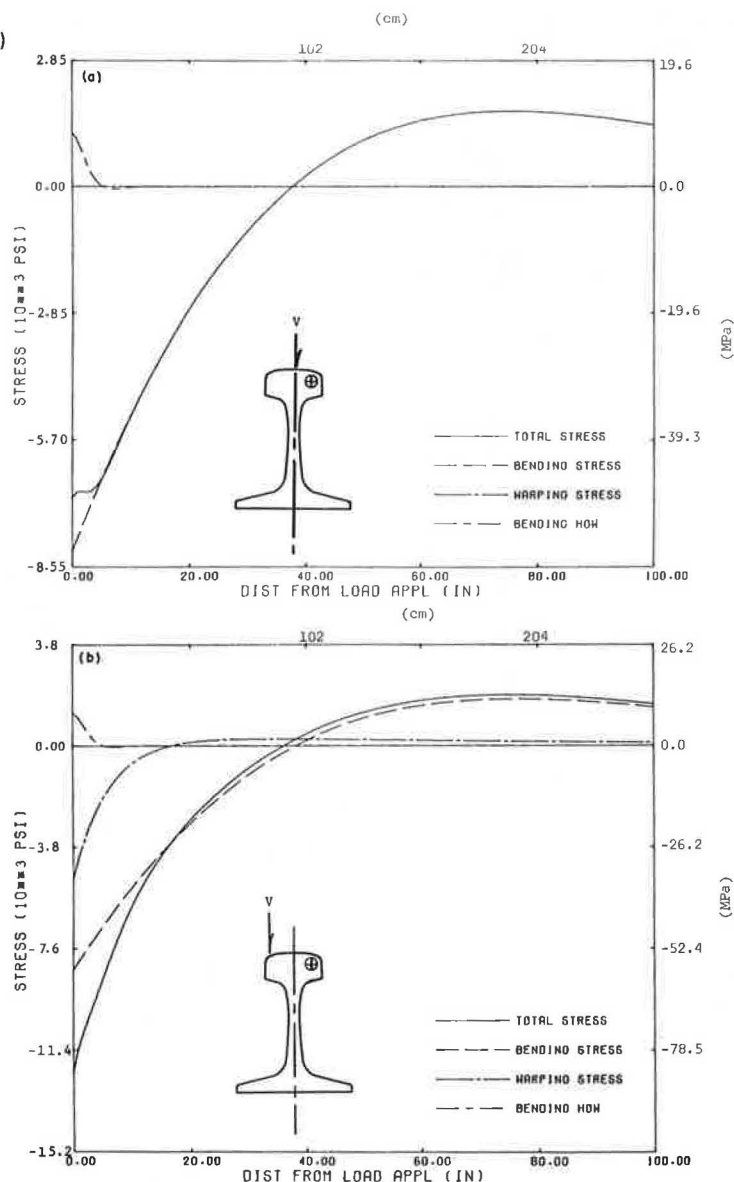 )
(cm)
102 204
2.85 19.6
(a)
0.00 0.0
STRESS (10**3 PSI)
-2.85 -19.6
(MPa)
V
-5.70 -39.3
TOTAL STRESS
BENDING STRESS
WARPING STRESS
BENDING HOW
-8.55
0.00 20.00 40.00 60.00 80.00 100.00
DIST FROM LOAD APPL (IN)
(cm)
102 204
3.8 26.2
(b)
0.00 0.0
STRESS (10**3 PSI)
-3.8 -26.2
(MPa)
V
-7.6 -52.4
TOTAL STRESS
-11.4 -78.5
BENDING STRESS
WARPING STRESS
BENDING HOW
-15.2
0.00 20.00 40.00 60.00 80.00 100.00
DIST FROM LOAD APPL (IN)